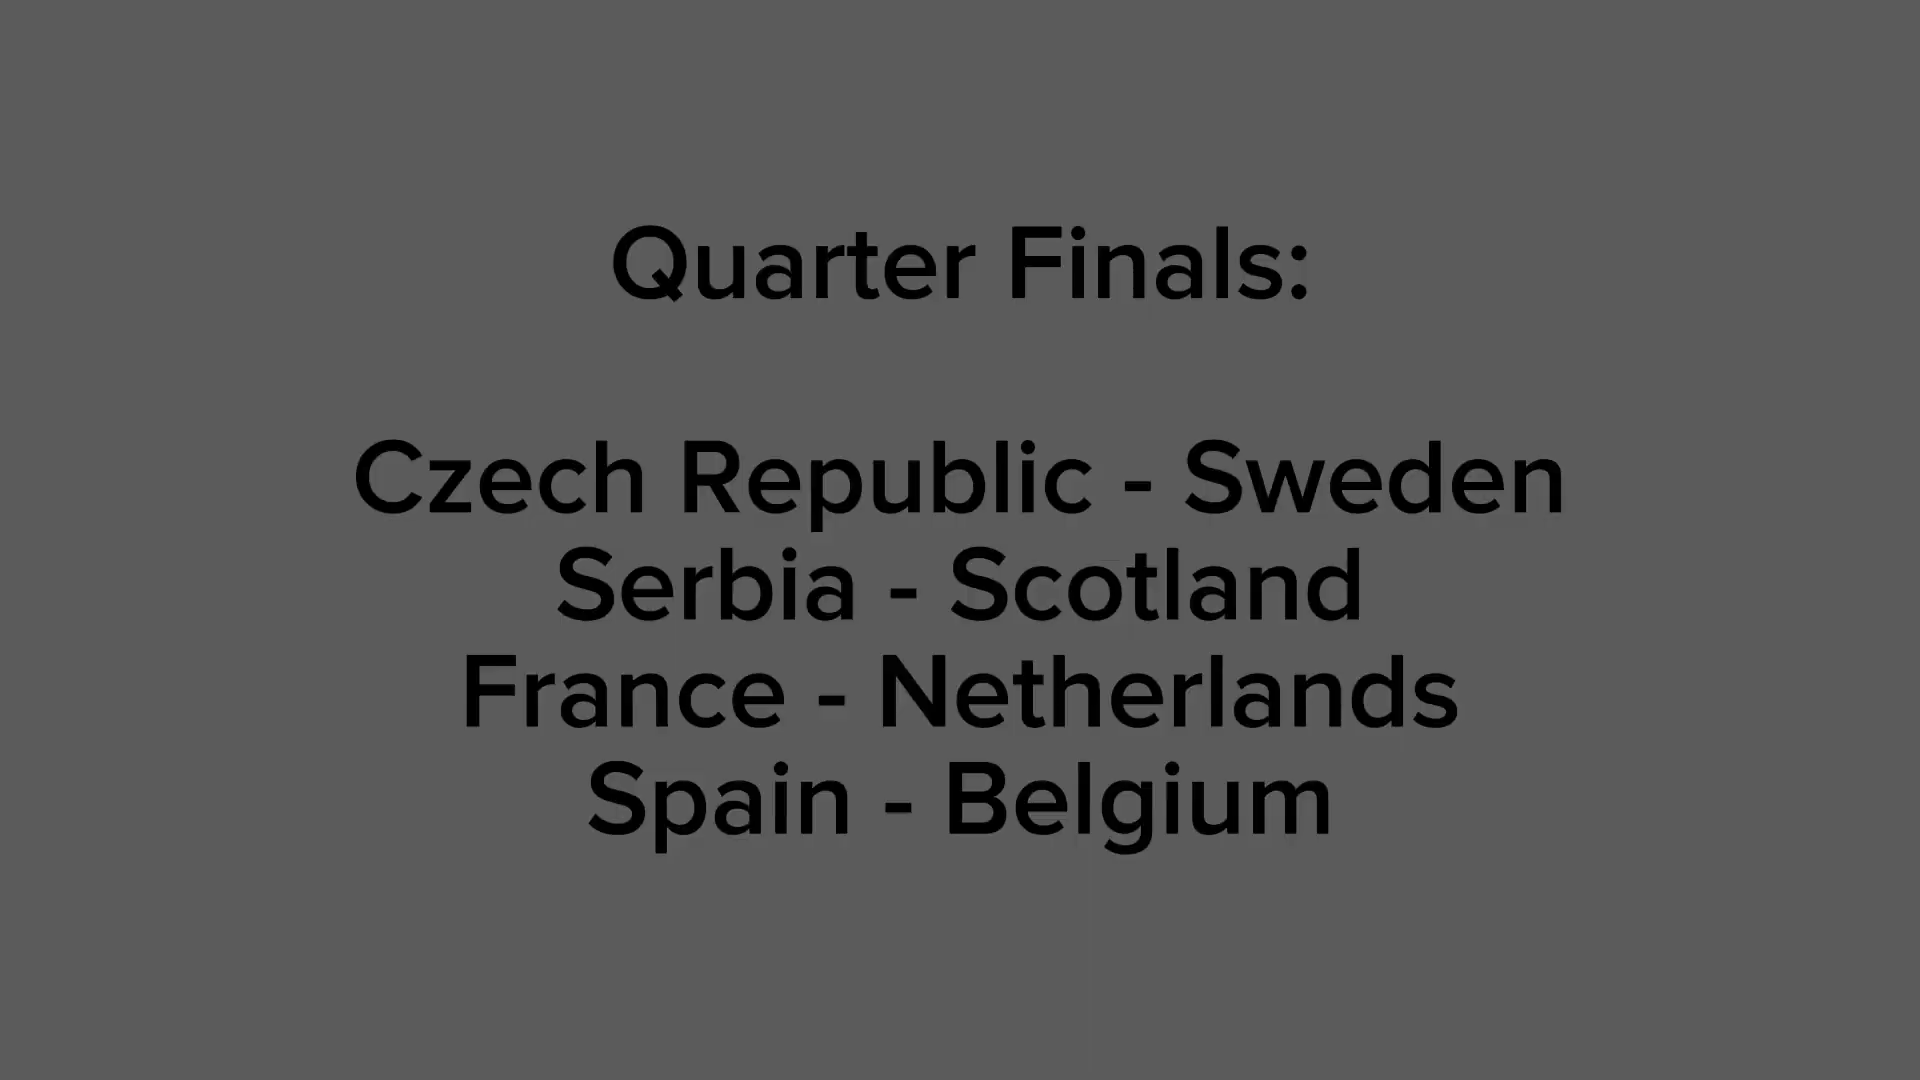 Quarter Finals:
Czech Republic - Sweden
Serbia - Scotland
France - Netherlands
Spain - Belgium